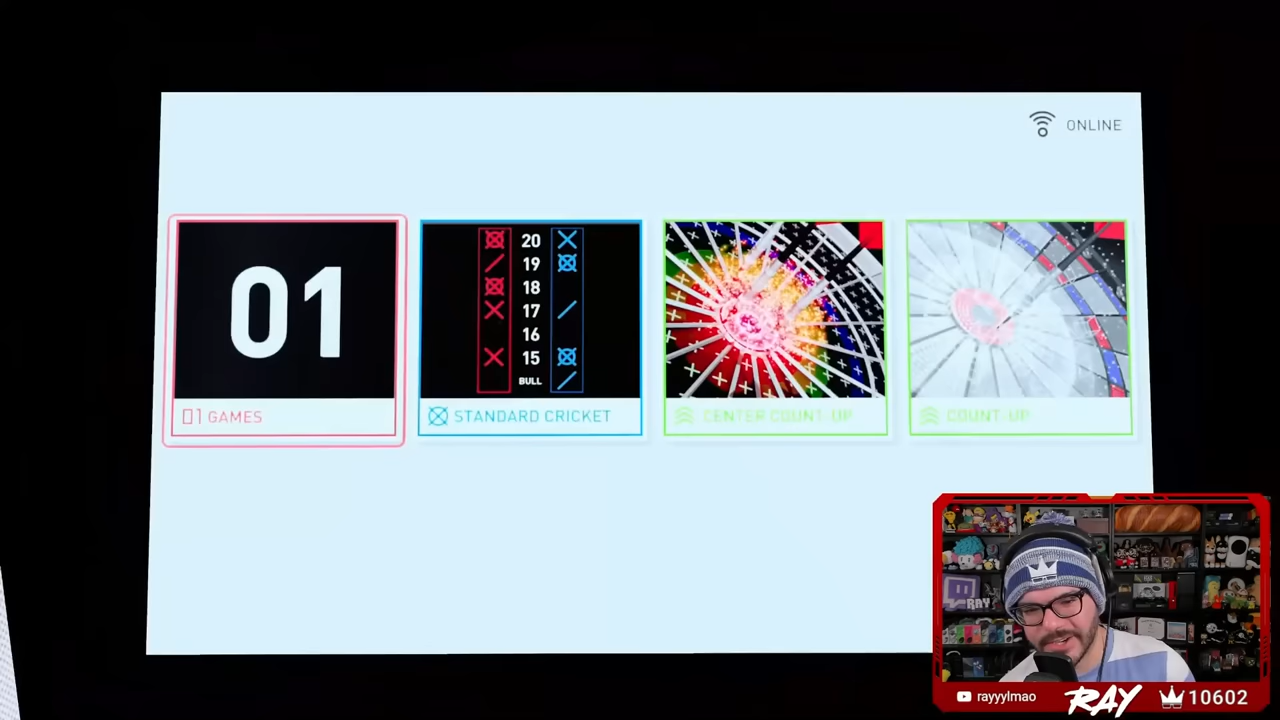 ONLINE
01
20
19
18
17
16
15
BULL
01 GAMES
STANDARD CRICKET
CENTER COUNT-UP
COUNT-UP
RAY
rayyylmao
RAY
10602